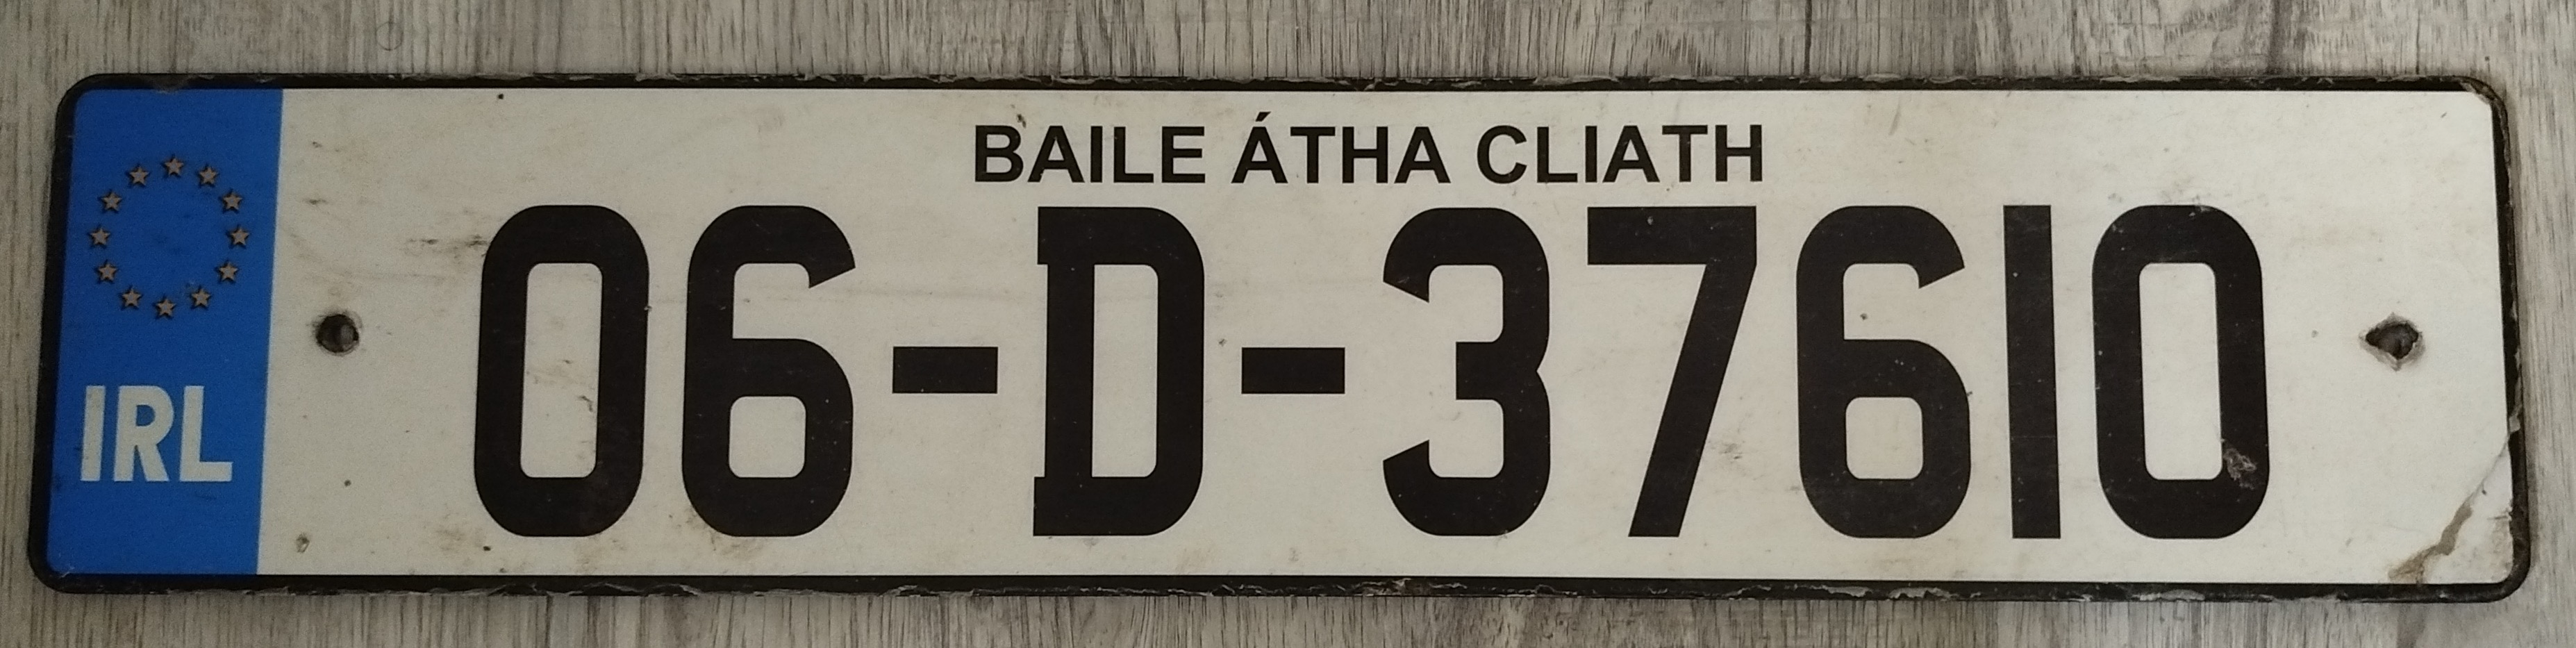 BAILE ÁTHA CLIATH
IRL
06-D-37610